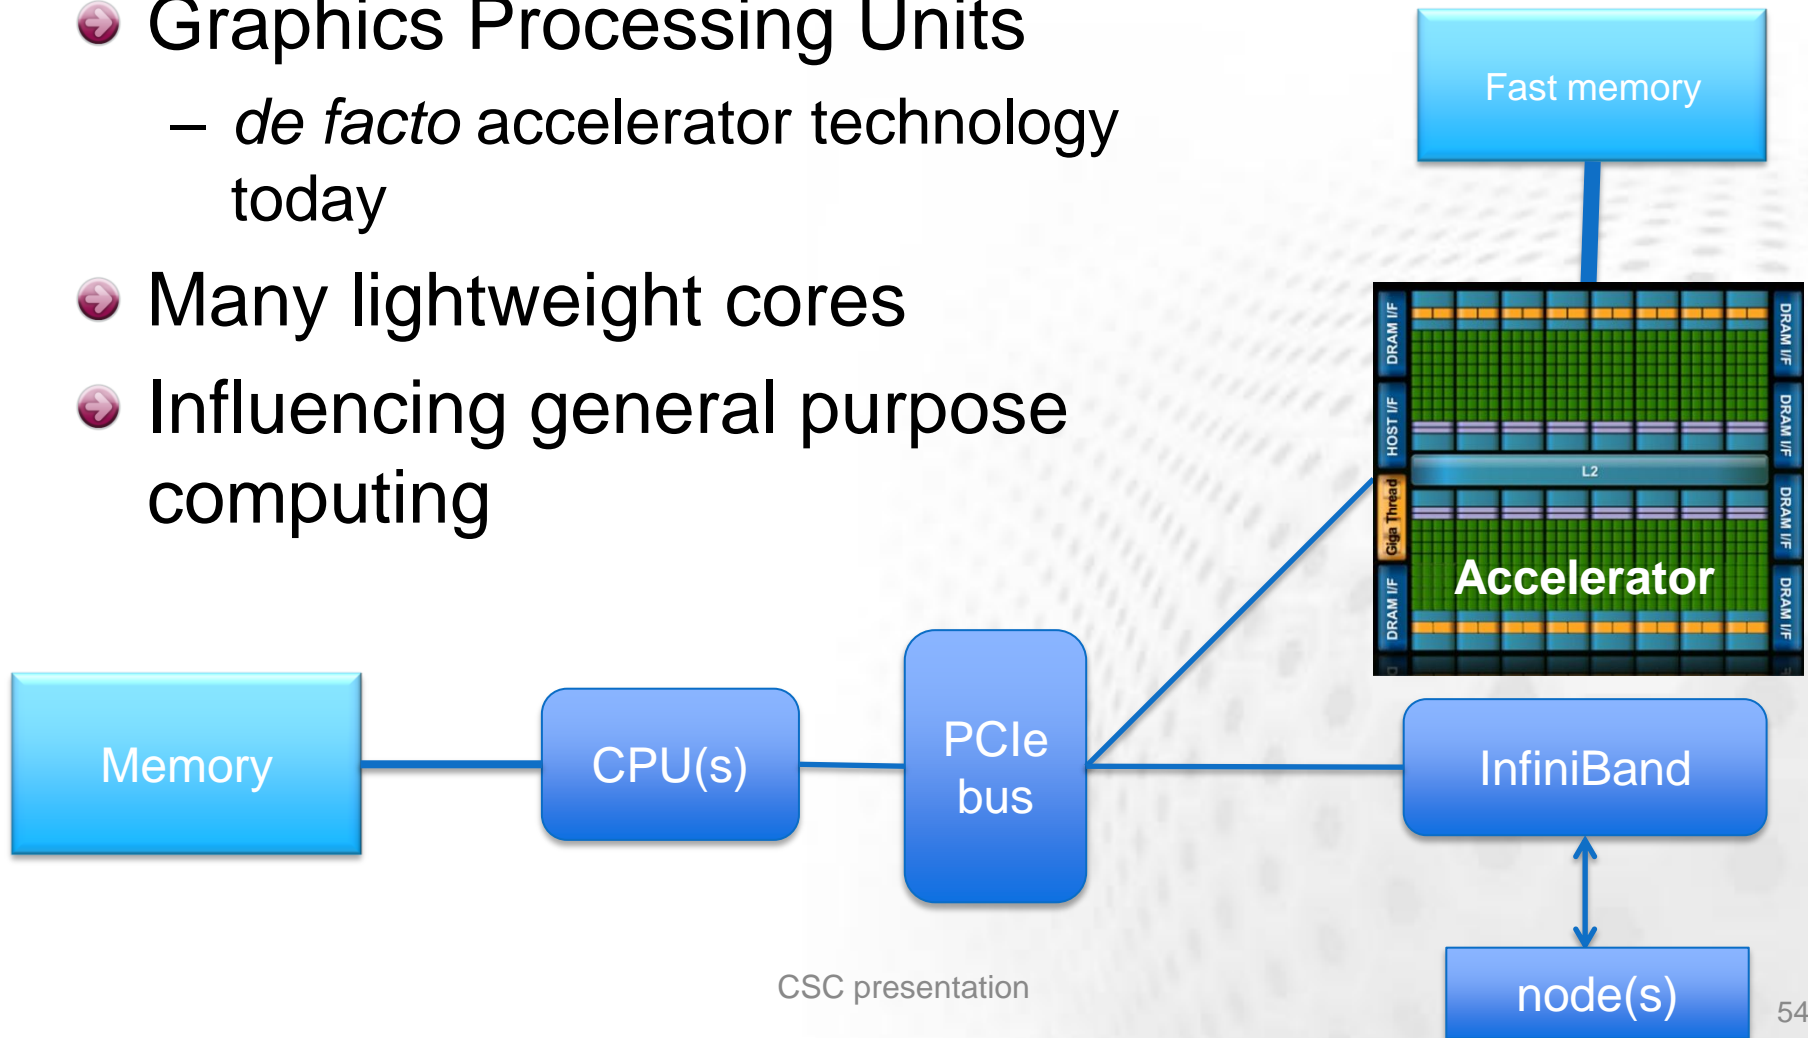 Graphics Processing Units
– de facto accelerator technology
today
Many lightweight cores
Influencing general purpose
computing
Fast memory
DRAM I/F
HOST I/F
Giga Thread
DRAM I/F
L2
DRAM I/F
DRAM I/F
DRAM I/F
DRAM I/F
Accelerator
Memory
CPU(s)
PCIe
bus
InfiniBand
node(s)
CSC presentation
54